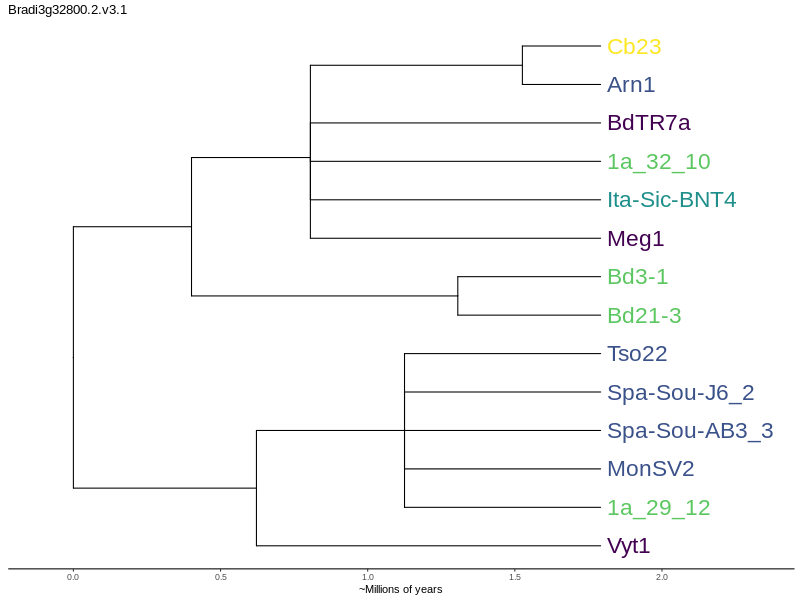 Bradi3g32800.2.v3.1
Cb23
Arn1
BdTR7a
1a_32_10
Ita-Sic-BNT4
Meg1
Bd3-1
Bd21-3
Tso22
Spa-Sou-J6_2
Spa-Sou-AB3_3
MonSV2
1a_29_12
Vyt1
0.0 0.5 1.0 1.5 2.0
~Millions of years